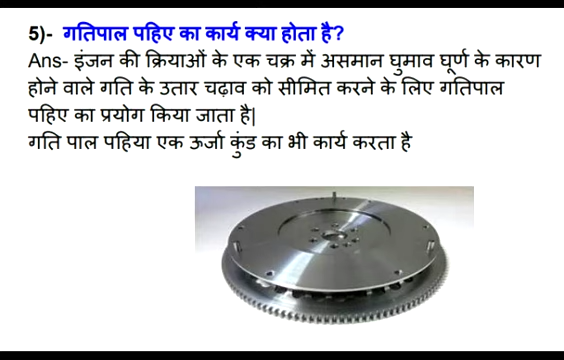 5)- गतिपाल पहिए का कार्य क्या होता है?
Ans- इंजन की क्रियाओं के एक चक्र में असमान घुमाव घूर्ण के कारण
होने वाले गति के उतार चढ़ाव को सीमित करने के लिए गतिपाल
पहिए का प्रयोग किया जाता है|
गति पाल पहिया एक ऊर्जा कुंड का भी कार्य करता है